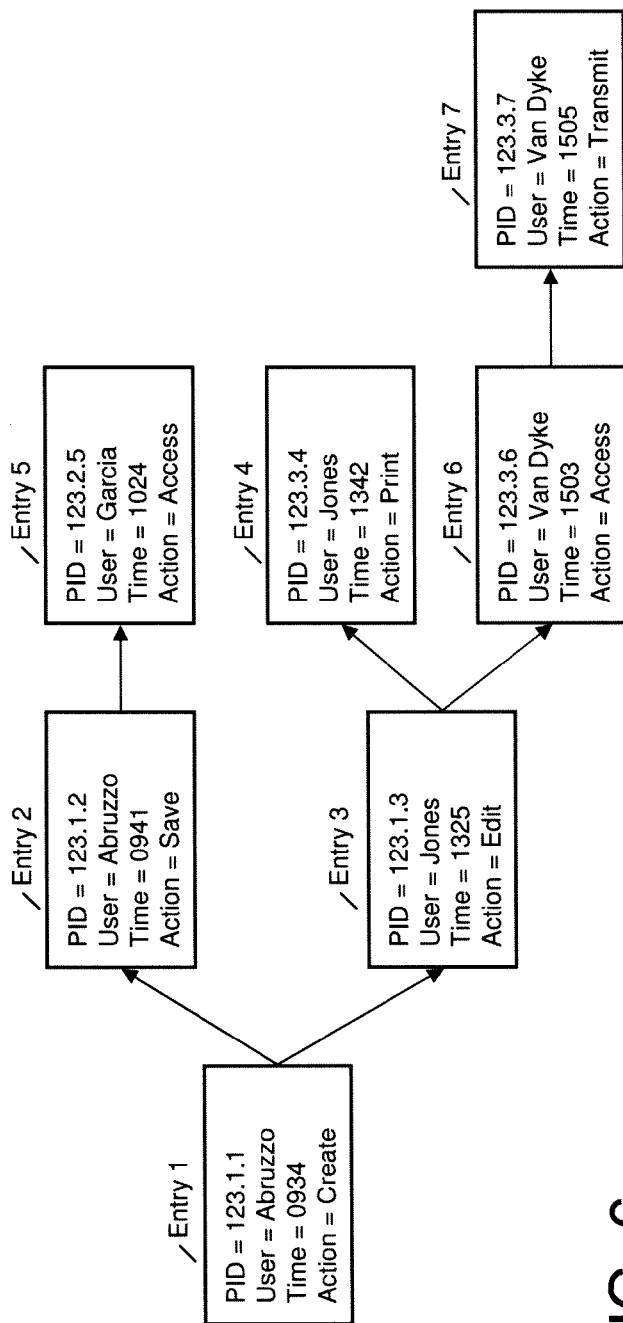 Entry 1
PID = 123.1.1
User = Abruzzo
Time = 0934
Action = Create
Entry 2
PID = 123.1.2
User = Abruzzo
Time = 0941
Action = Save
Entry 3
PID = 123.1.3
User = Jones
Time = 1325
Action = Edit
Entry 5
PID = 123.2.5
User = Garcia
Time = 1024
Action = Access
Entry 4
PID = 123.3.4
User = Jones
Time = 1342
Action = Print
Entry 6
PID = 123.3.6
User = Van Dyke
Time = 1503
Action = Access
Entry 7
PID = 123.3.7
User = Van Dyke
Time = 1505
Action = Transmit